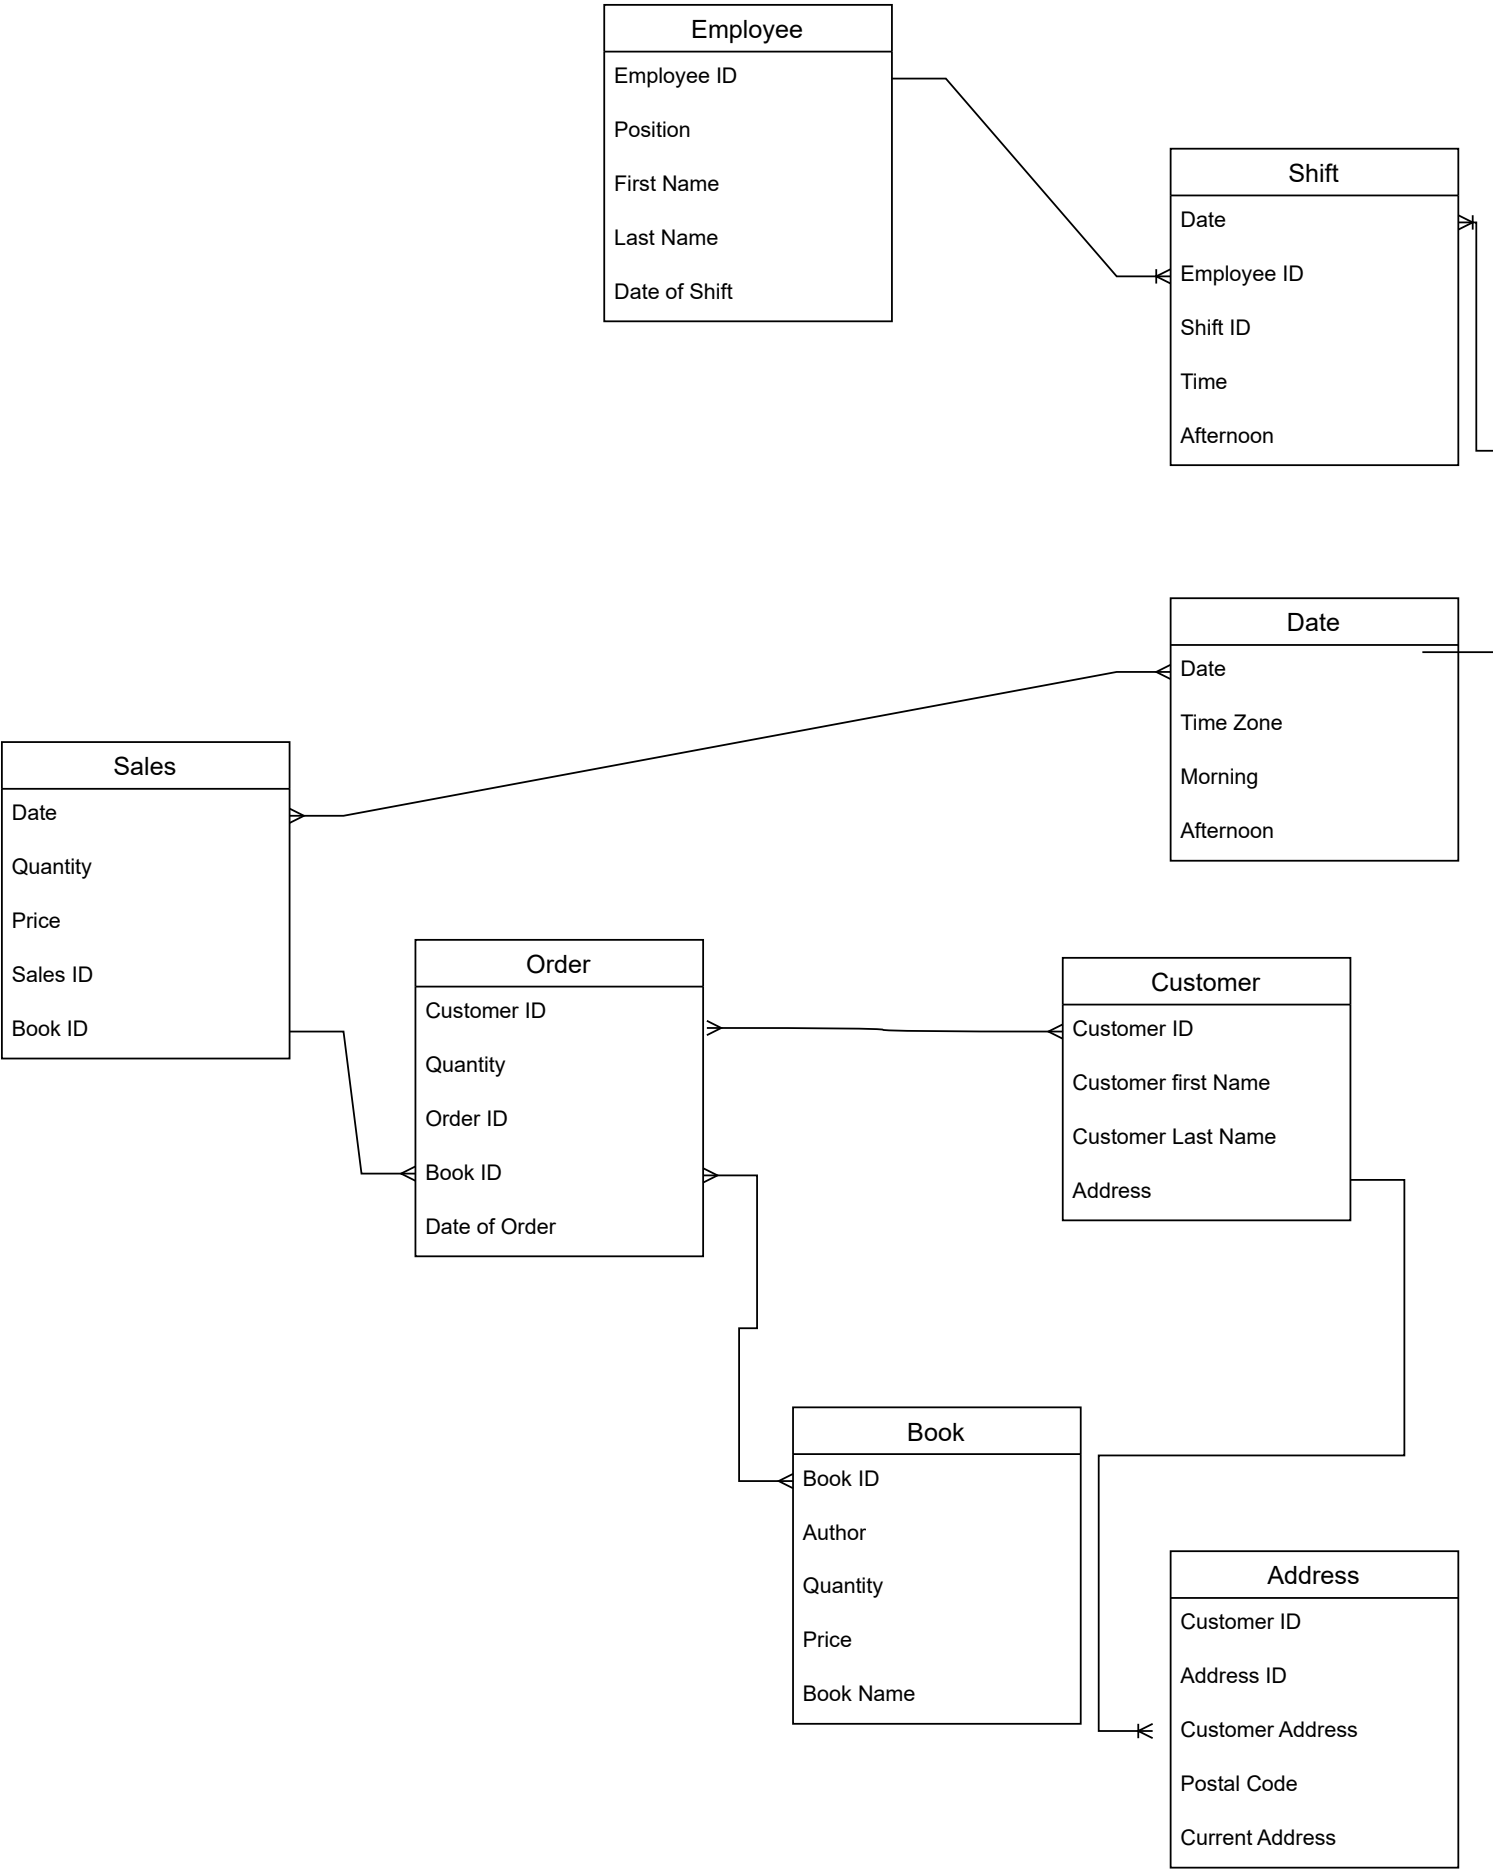 Employee
Employee ID
Position
First Name
Last Name
Date of Shift
Shift
Date
Employee ID
Shift ID
Time
Afternoon
Date
Date
Time Zone
Morning
Afternoon
Sales
Date
Quantity
Price
Sales ID
Book ID
Order
Customer ID
Quantity
Order ID
Book ID
Date of Order
Customer
Customer ID
Customer first Name
Customer Last Name
Address
Book
Book ID
Author
Quantity
Price
Book Name
Address
Customer ID
Address ID
Customer Address
Postal Code
Current Address